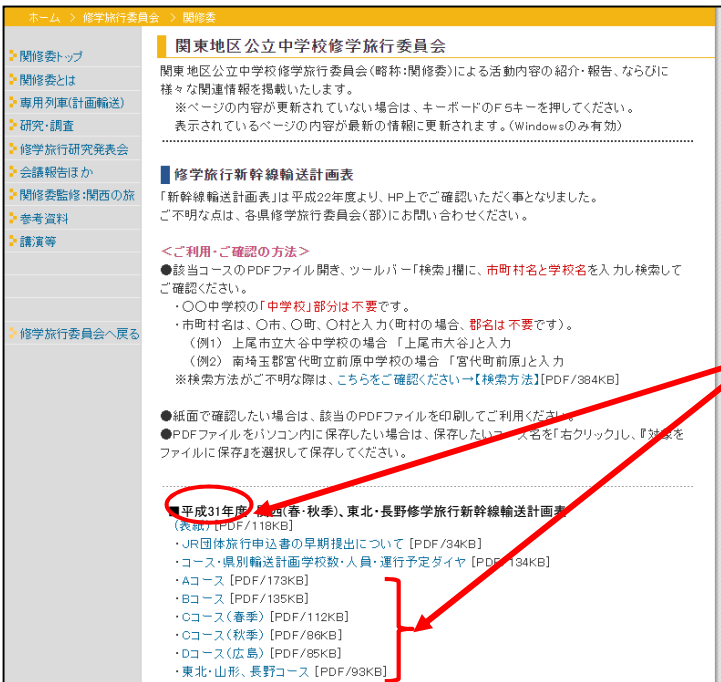 ホーム > 修学旅行委員会 > 関修委
関修委トップ
関修委とは
専用列車(計画輸送)
研究・調査
修学旅行研究発表会
会議報告ほか
関修委監修:関西の旅
参考資料
講演等
修学旅行委員会へ戻る
関東地区公立中学校修学旅行委員会
関東地区公立中学校修学旅行委員会(略称:関修委)による活動内容の紹介・報告、ならびに
様々な関連情報を掲載いたします。
※ページの内容が更新されていない場合は、キーボードのF5キーを押してください。
表示されているページの内容が最新の情報に更新されます。(Windowsのみ有効)
修学旅行新幹線輸送計画表
「新幹線輸送計画表」は平成22年度より、HP上でご確認いただく事となりました。
ご不明な点は、各県修学旅行委員会(部)にお問い合わせください。
<ご利用・ご確認の方法>
●該当コースのPDFファイル開き、ツールバー「検索」欄に、市町村名と学校名を入力し検索して
ご確認ください。
・〇〇中学校の「中学校」部分は不要です。
・市町村名は、〇市、〇町、〇村と入力(町村の場合、郡名は不要です)。
(例1) 上尾市立大谷中学校の場合 「上尾市大谷」と入力
(例2) 南埼玉郡宮代町立前原中学校の場合 「宮代町前原」と入力
※検索方法がご不明な際は、こちらをご確認ください→【検索方法】[PDF/384KB]
●紙面で確認したい場合は、該当のPDFファイルを印刷してご利用ください。
●PDFファイルをパソコン内に保存したい場合は、保存したいコース名を「右クリック」し、『対象を
ファイルに保存』を選択して保存してください。
■平成31年度 関西(春・秋季)、東北・長野修学旅行新幹線輸送計画表
(表紙) [PDF/118KB]
・JR団体旅行申込書の早期提出について [PDF/34KB]
・コース・県別輸送計画学校数・人員・運行予定ダイヤ [PDF/134KB]
・Aコース [PDF/173KB]
・Bコース [PDF/135KB]
・Cコース(春季) [PDF/112KB]
・Cコース(秋季) [PDF/86KB]
・Dコース(広島) [PDF/85KB]
・東北・山形、長野コース [PDF/93KB]